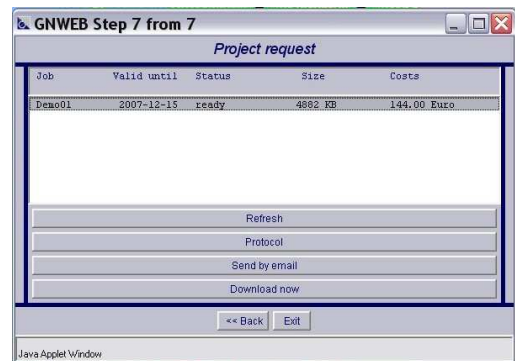 GNWEB Step 7 from 7
Project request
Job Valid until Status Size Costs
Demo01 2007-12-15 ready 4882 KB 144.00 Euro
Refresh
Protocol
Send by email
Download now
<< Back Exit
Java Applet Window